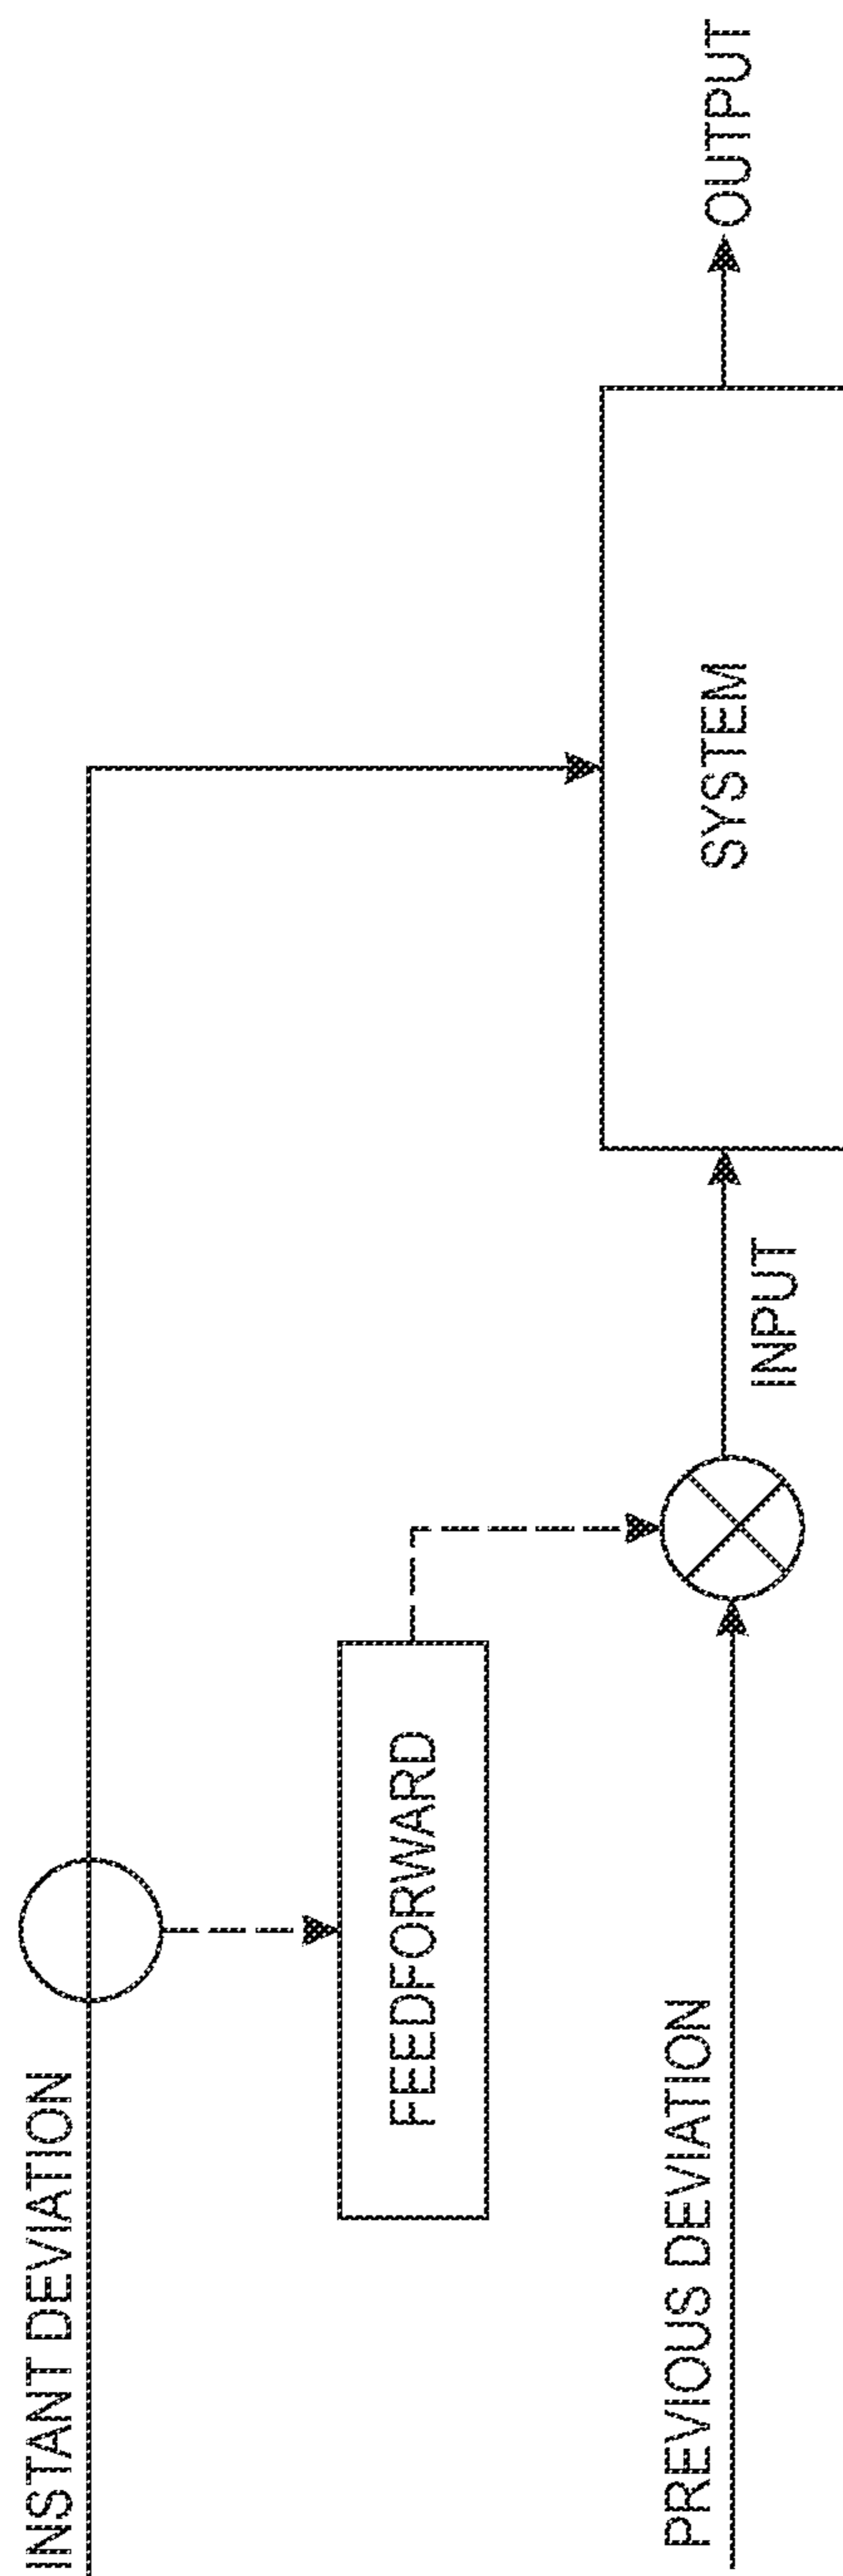 INSTANT DEVIATION
FEEDFORWARD
PREVIOUS DEVIATION
INPUT
SYSTEM
OUTPUT